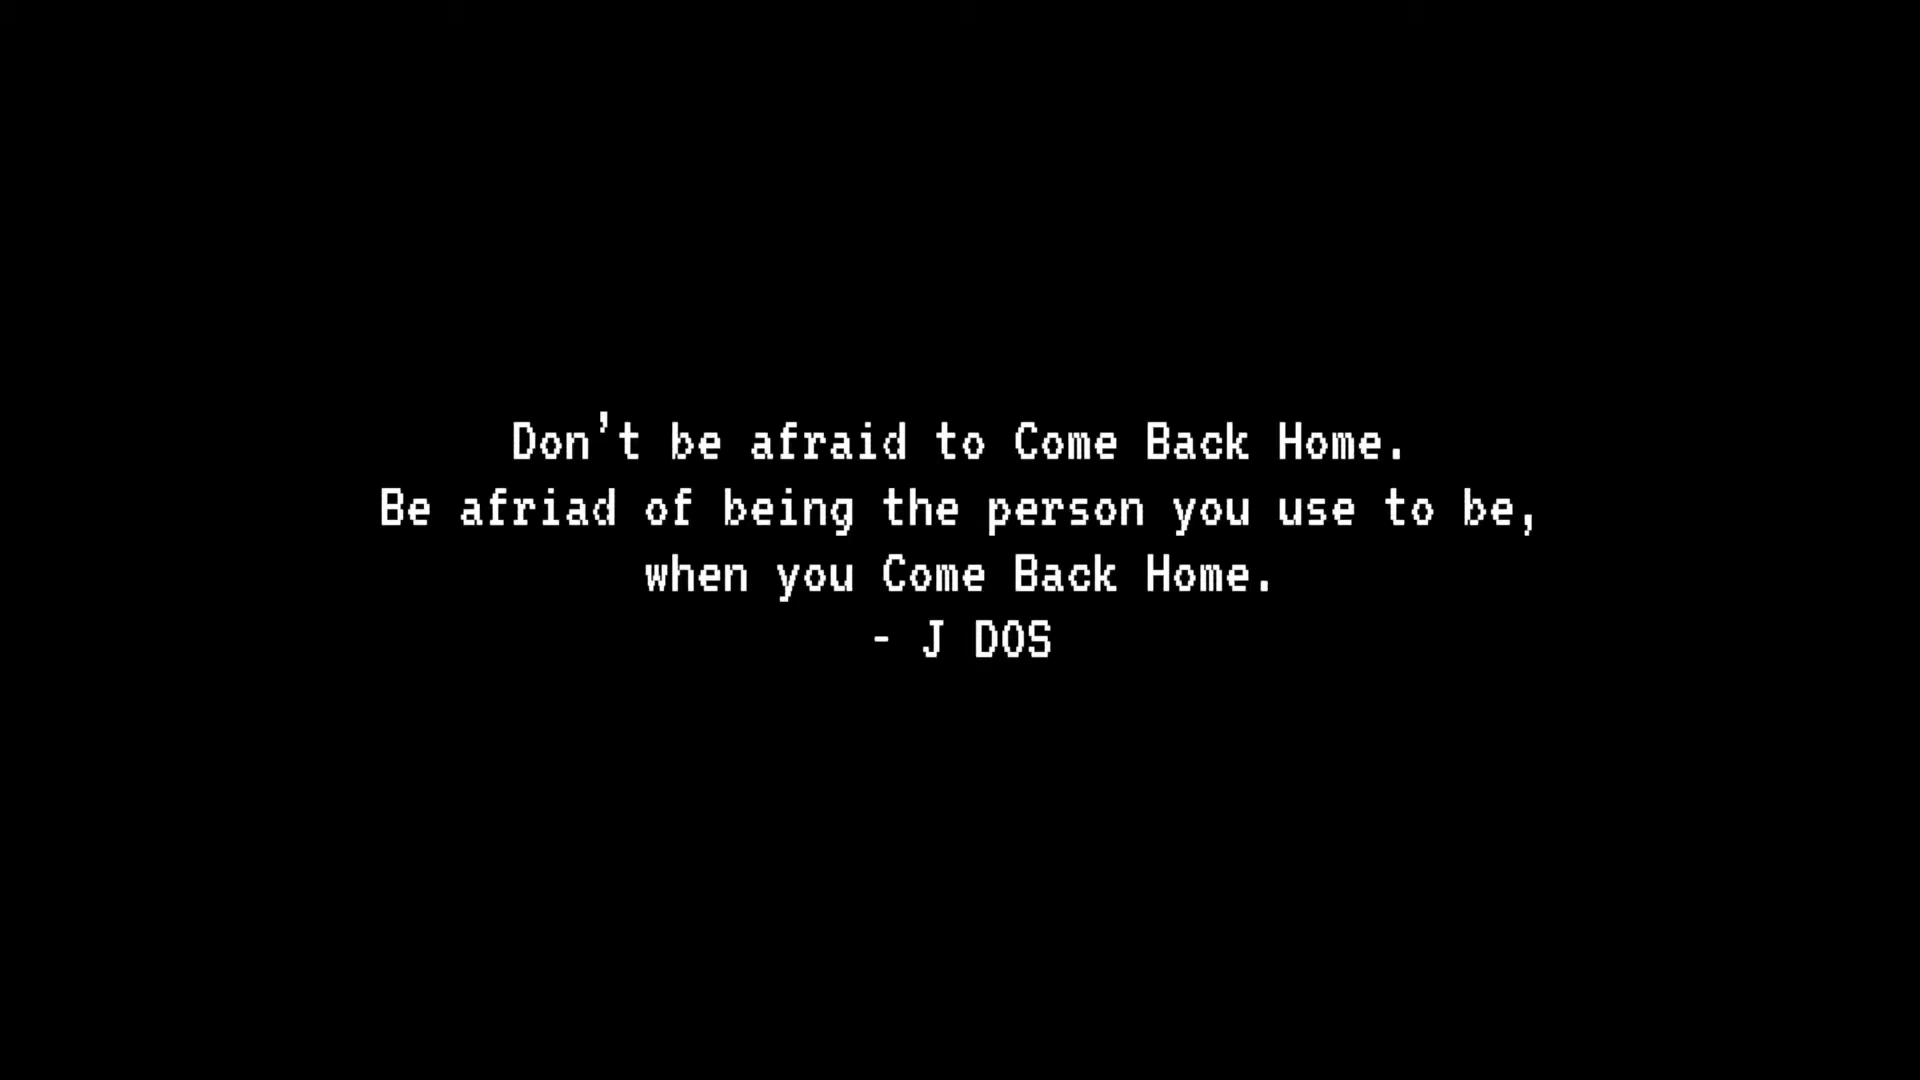 Don't be afraid to Come Back Home.
Be afriad of being the person you use to be,
when you Come Back Home.
- J DOS